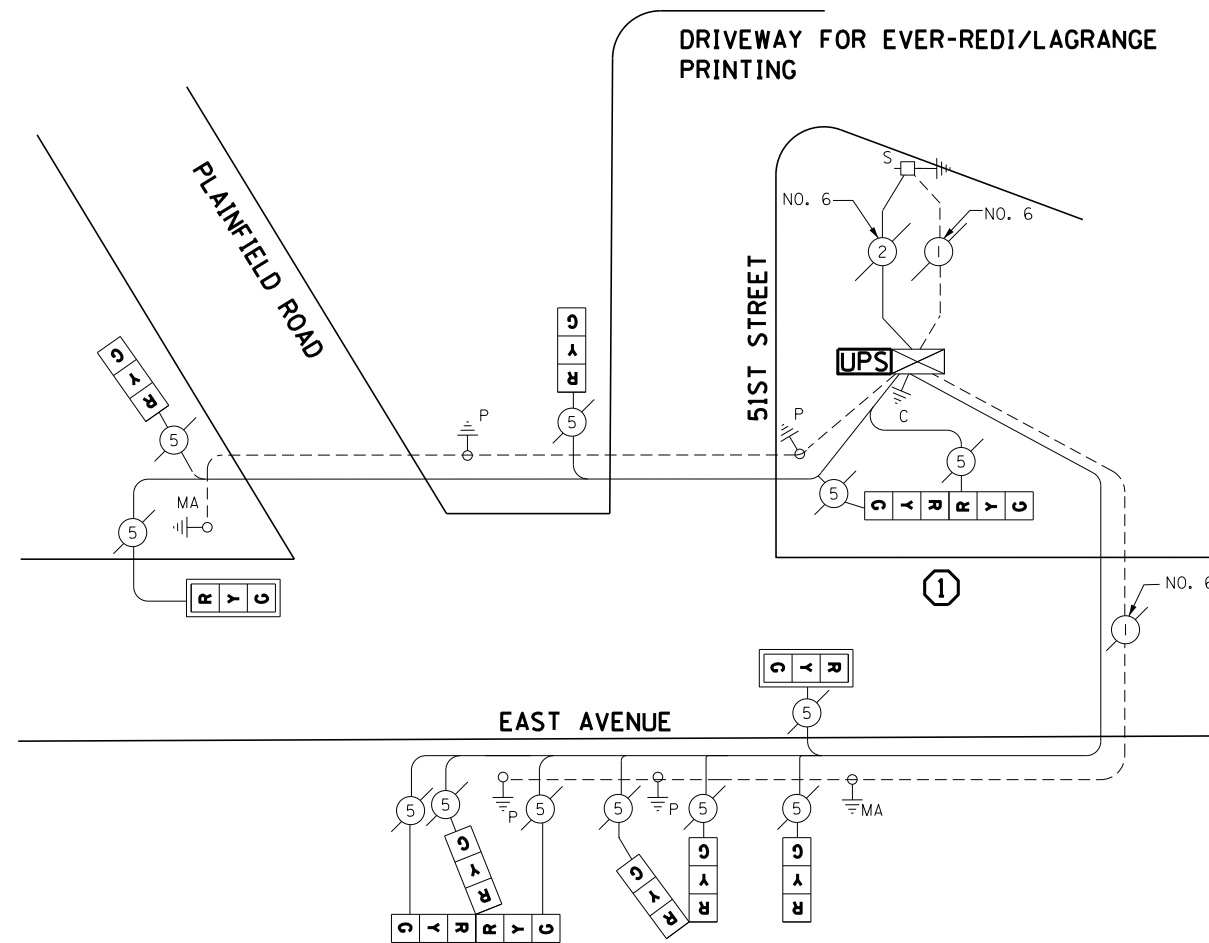 DRIVEWAY FOR EVER-REDI/LAGRANGE
PRINTING
PLAINFIELD ROAD
51ST STREET
S
NO. 6
NO. 6
2
1
UPS
C
G Y R
5
G Y R
5
P
P
5
5
G Y R R Y G
MA
5
R Y G
1
NO. 6
1
G Y R
5
EAST AVENUE
5
5
P
5
5
P
5
5
MA
G Y R
G Y R
G Y R
G Y R
G Y R R Y G